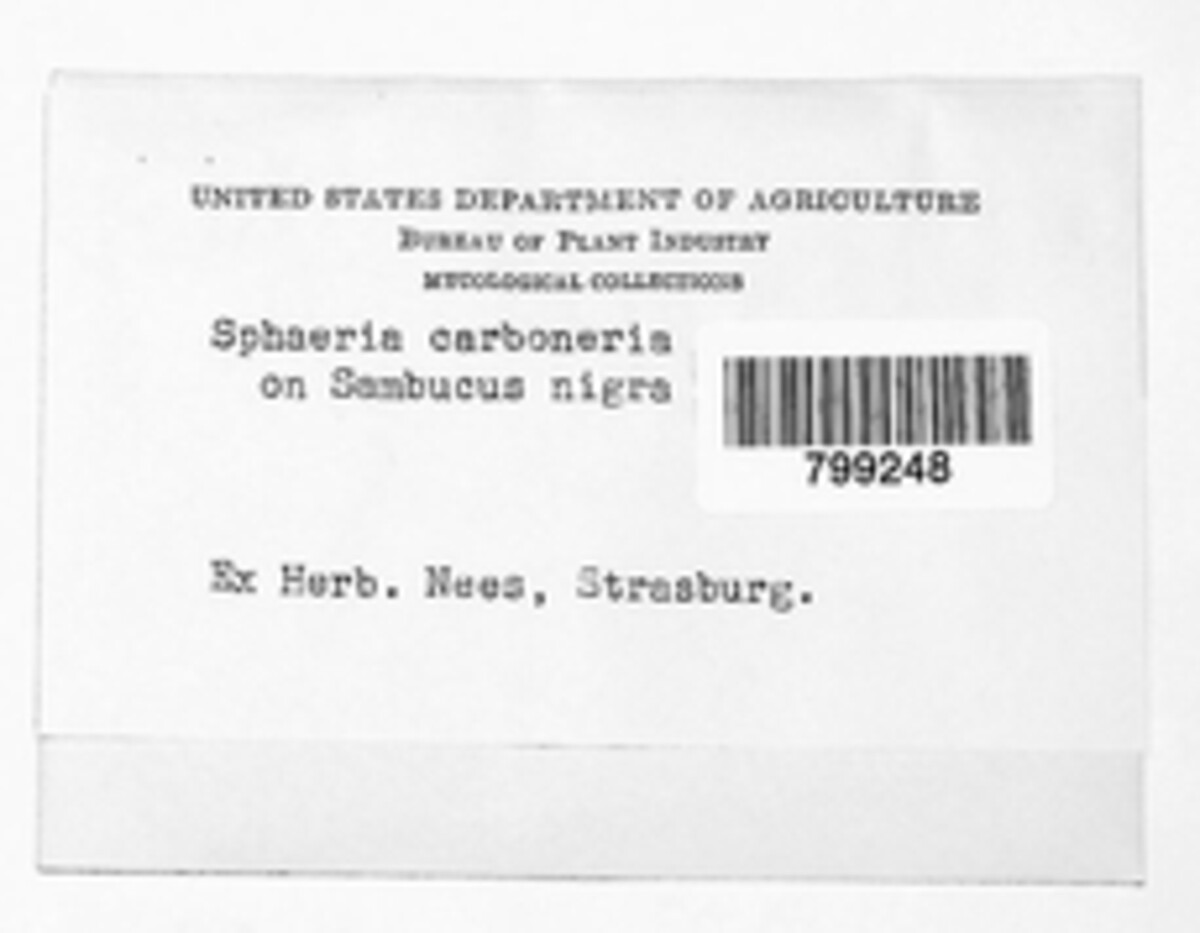 UNITED STATES DEPARTMENT OF AGRICULTURE
BUREAU OF PLANT INDUSTRY
MYCOLOGICAL COLLECTIONS
Sphaeria carboneria
on Sambucus nigra
799248
Ex Herb. Nees, Strasburg.